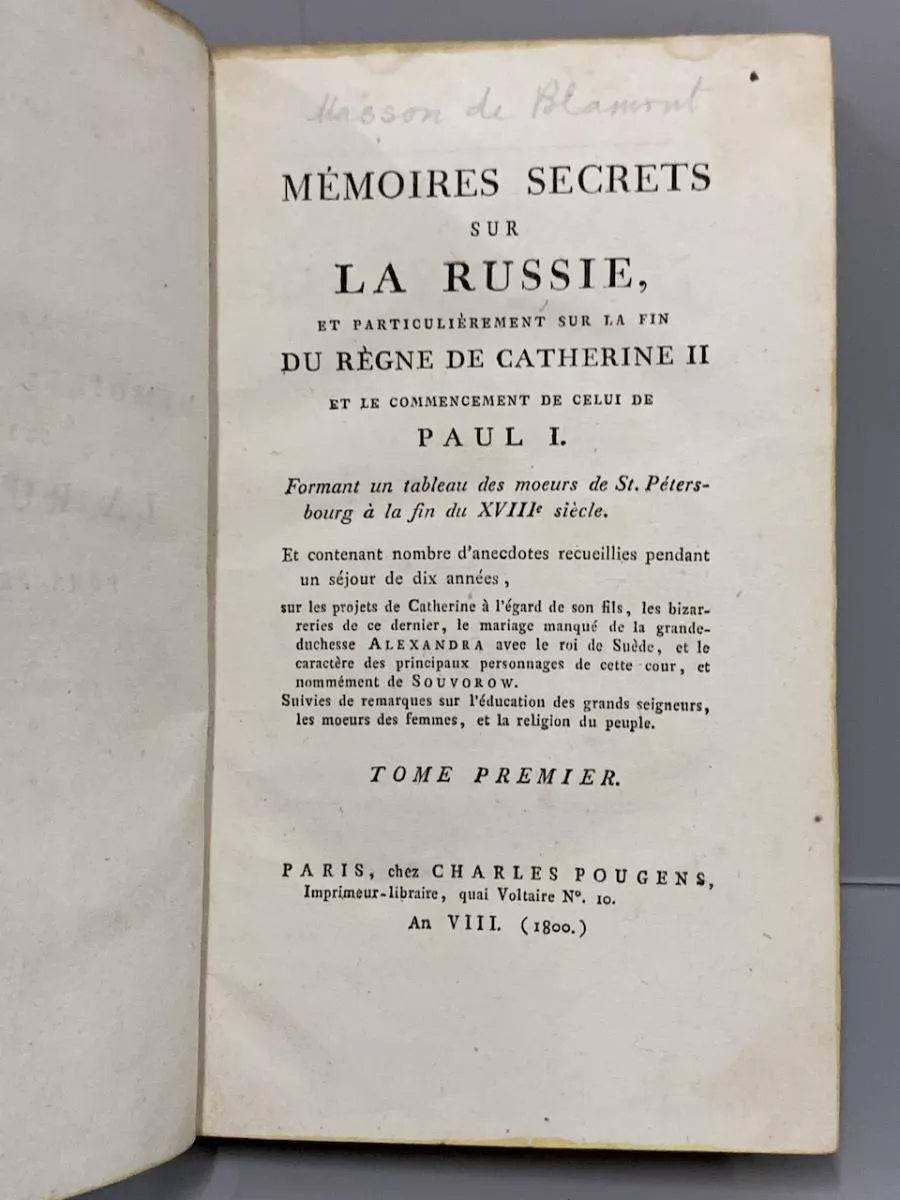 Masson de Blamont
MÉMOIRES SECRETS
SUR
LA RUSSIE,
ET PARTICULIÈREMENT SUR LA FIN
DU RÈGNE DE CATHERINE II
ET LE COMMENCEMENT DE CELUI DE
PAUL I.
Formant un tableau des moeurs de St. Péters-
bourg à la fin du XVIIIe siècle.
Et contenant nombre d'anecdotes recueillies pendant
un séjour de dix années,
sur les projets de Catherine à l'égard de son fils, les bizar-
reries de ce dernier, le mariage manqué de la grande-
duchesse ALEXANDRA avec le roi de Suède, et le
caractère des principaux personnages de cette cour, et
nommément de SOUVOROW.
Suivies de remarques sur l'éducation des grands seigneurs,
les moeurs des femmes, et la religion du peuple.
TOME PREMIER.
PARIS, chez CHARLES POUGENS,
Imprimeur-libraire, quai Voltaire Nº. 10.
An VIII. (1800.)